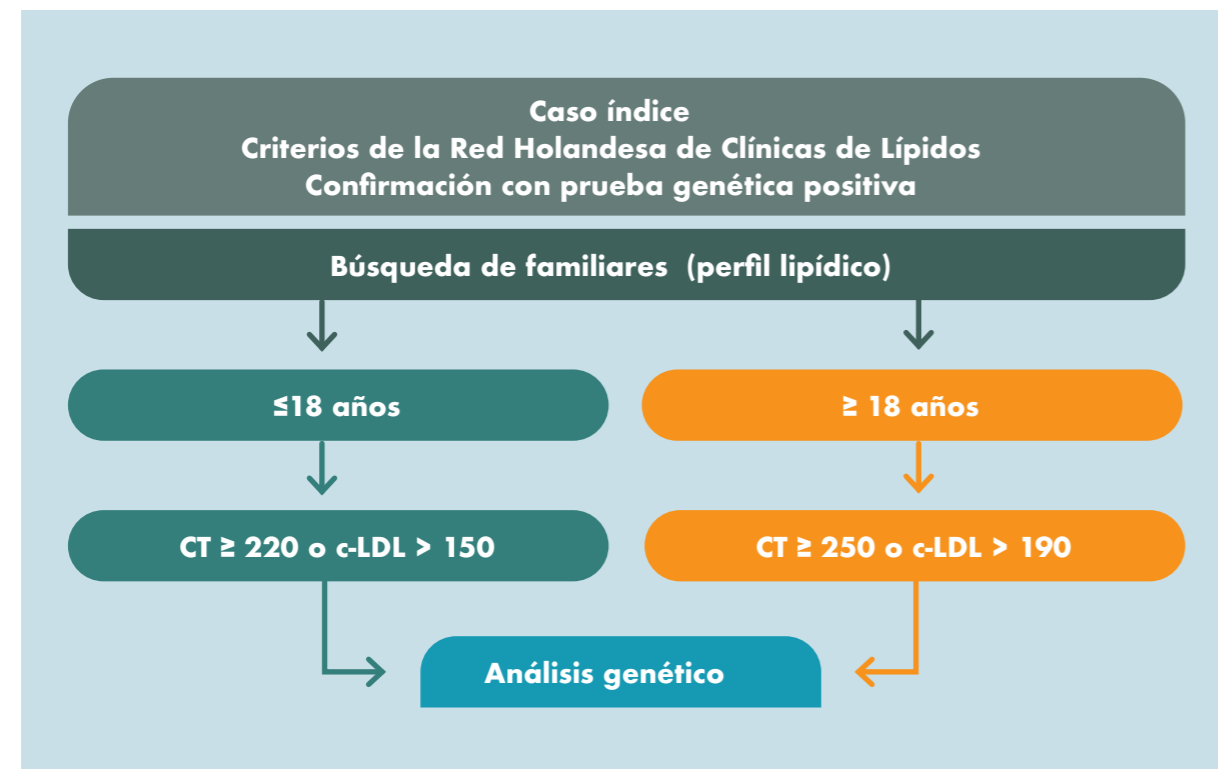 Caso índice
Criterios de la Red Holandesa de Clínicas de Lípidos
Confirmación con prueba genética positiva
Búsqueda de familiares (perfil lipídico)
≤18 años
≥ 18 años
CT ≥ 220 o c-LDL > 150
CT ≥ 250 o c-LDL > 190
Análisis genético